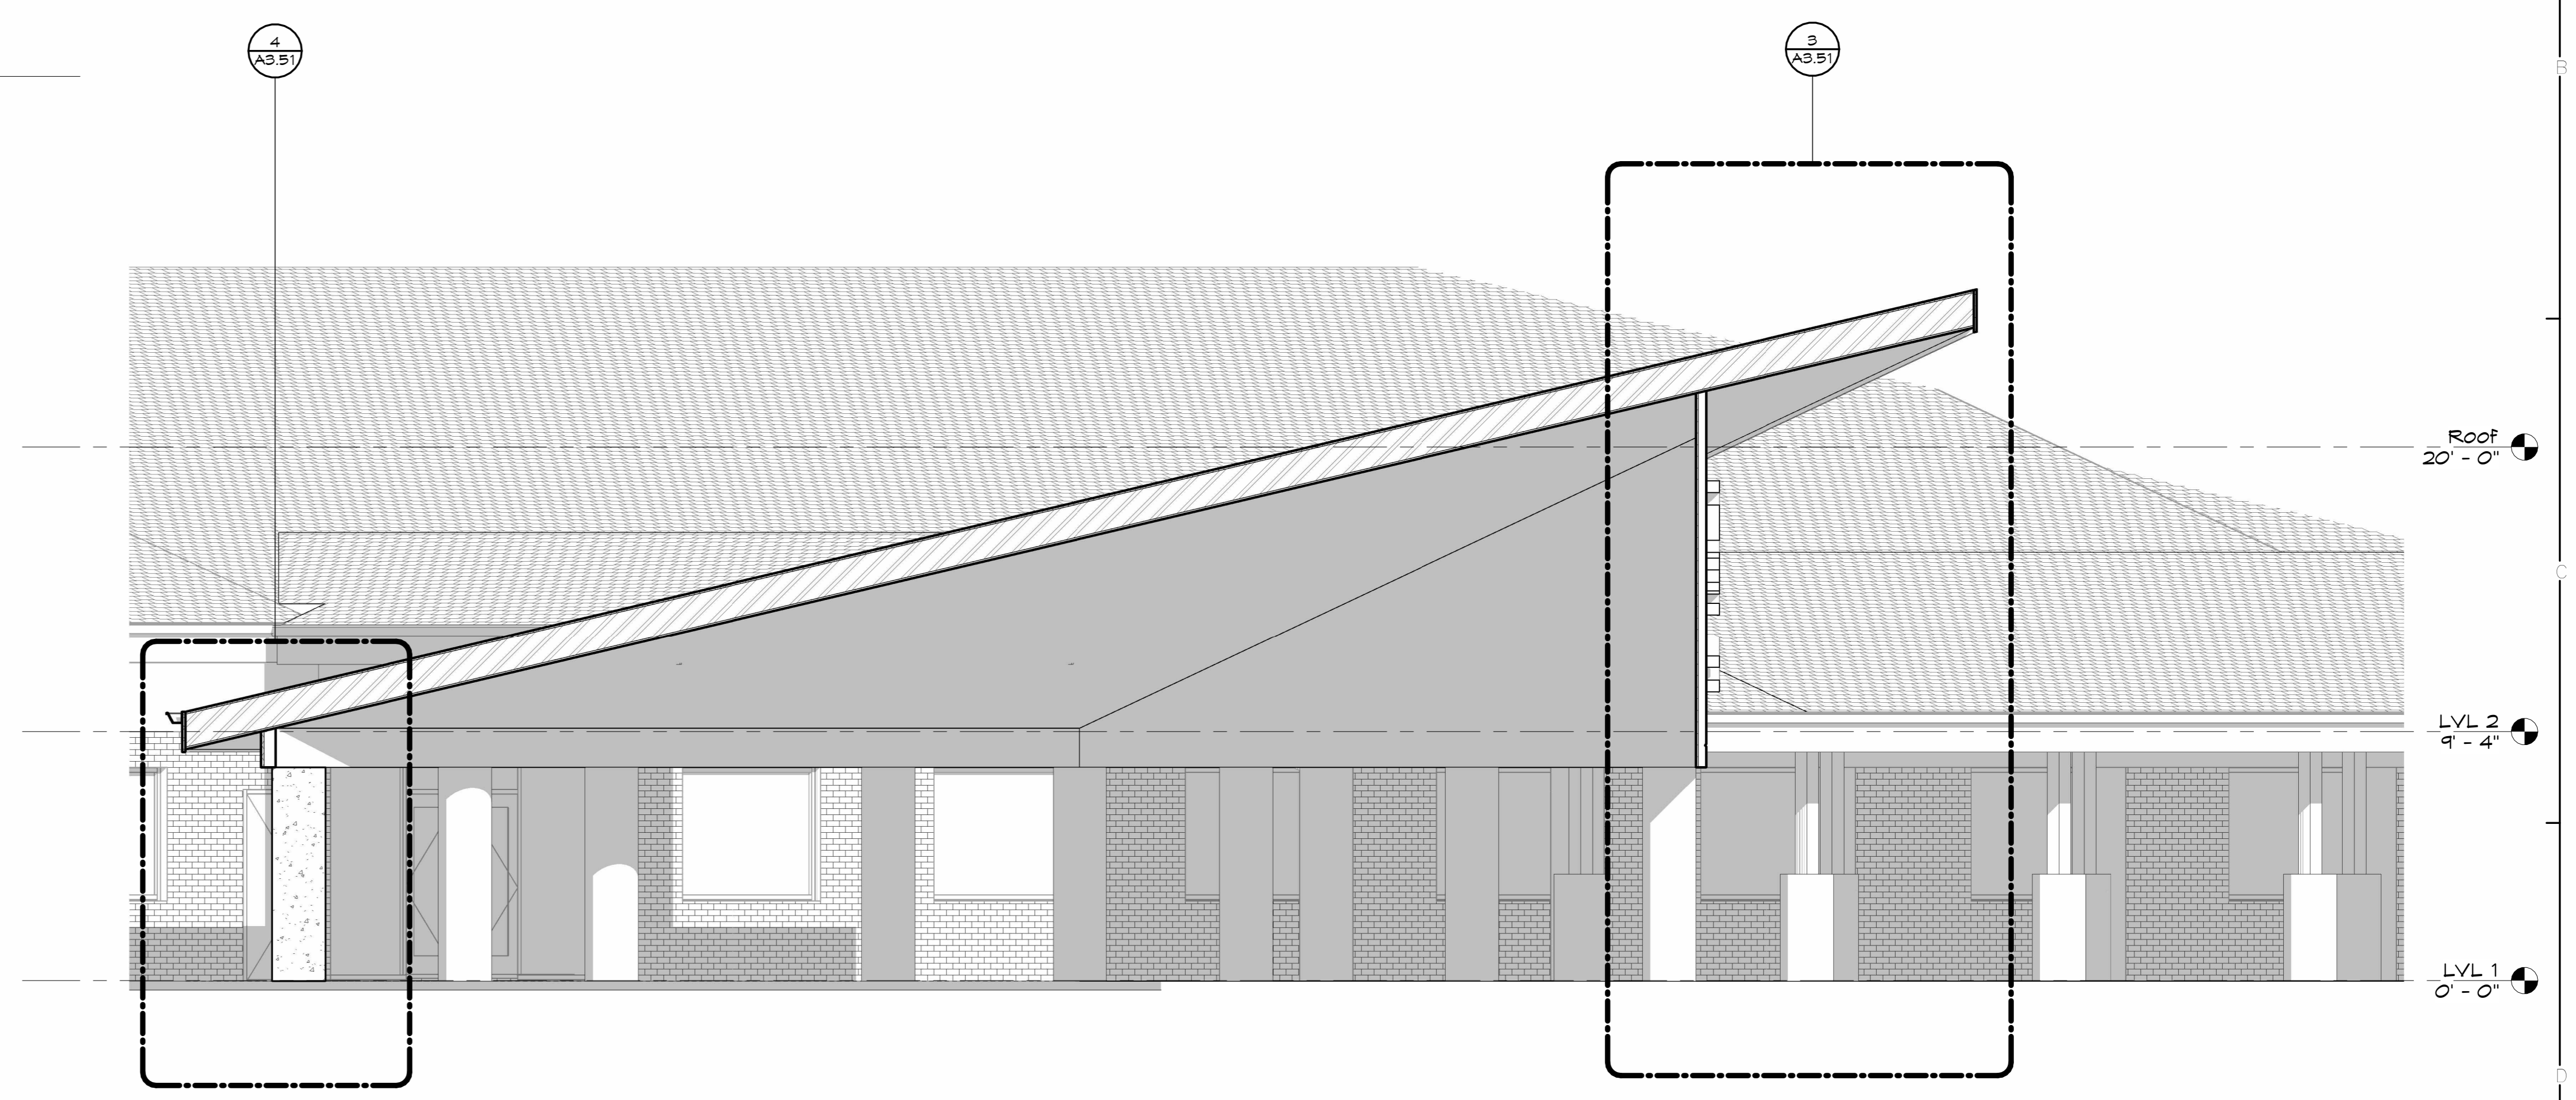 4
A3.51
3
A3.51
B
ROOF
20' - 0"
C
LVL 2
9' - 4"
LVL 1
0' - 0"
D